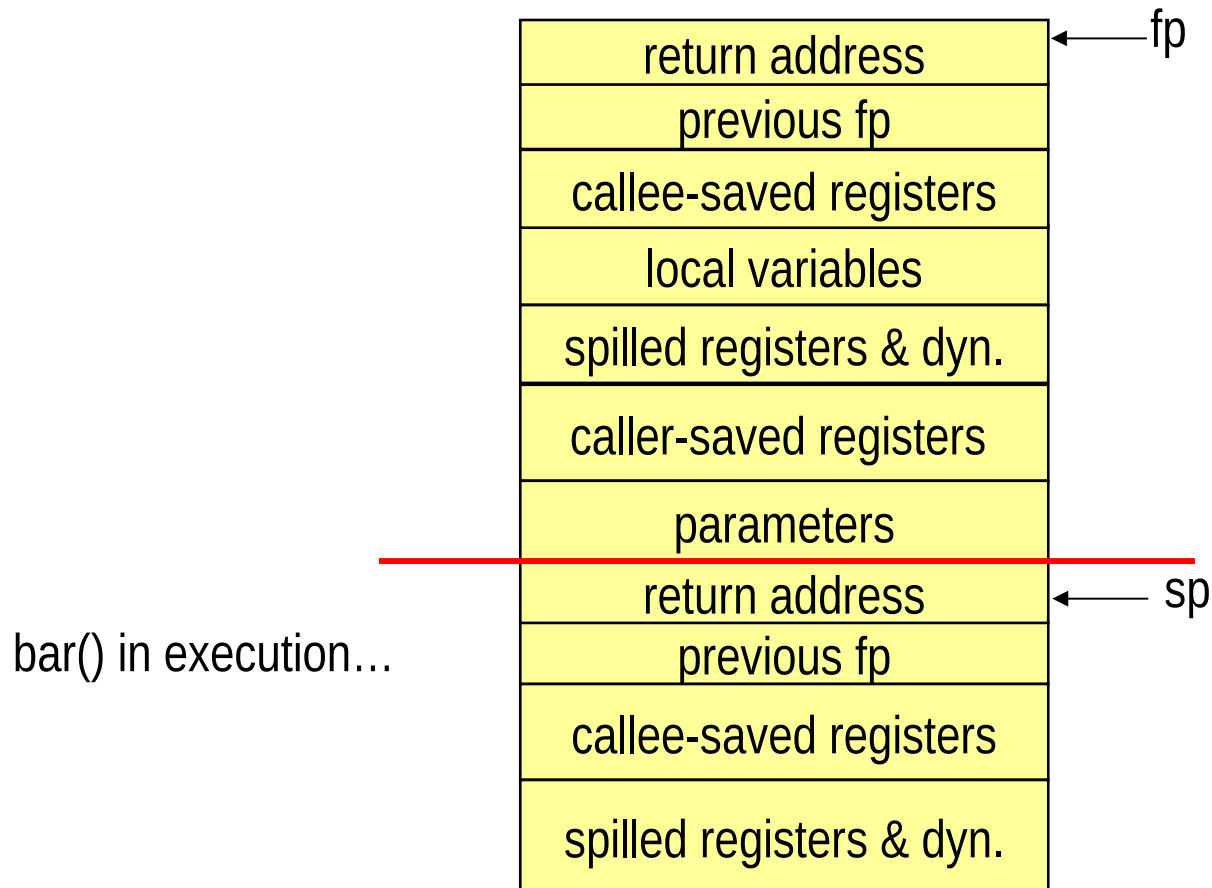 fp
return address
previous fp
callee-saved registers
local variables
spilled registers & dyn.
caller-saved registers
parameters
return address
sp
bar() in execution…
previous fp
callee-saved registers
spilled registers & dyn.